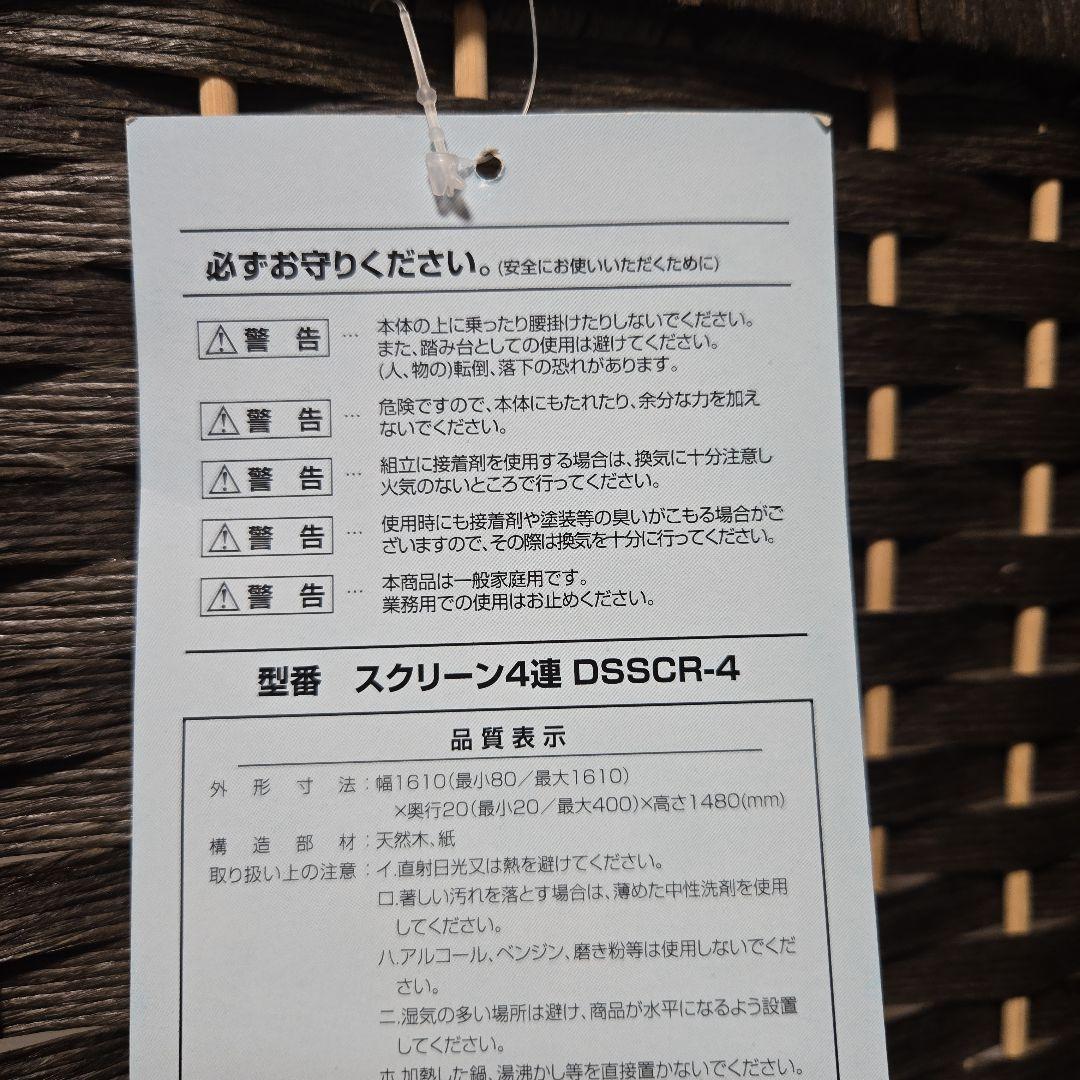 必ずお守りください。(安全にお使いいただくために)
警 告 … 本体の上に乗ったり腰掛けたりしないでください。
また、踏み台としての使用は避けてください。
(人、物の)転倒、落下の恐れがあります。
警 告 … 危険ですので、本体にもたれたり、余分な力を加え
ないでください。
警 告 … 組立に接着剤を使用する場合は、換気に十分注意し
火気のないところで行ってください。
警 告 … 使用時にも接着剤や塗装等の臭いがこもる場合がご
ざいますので、その際は換気を十分に行ってください。
警 告 … 本商品は一般家庭用です。
業務用での使用はお止めください。
型番 スクリーン4連 DSSCR-4
品質表示
外形寸法:幅1610(最小80/最大1610)
×奥行20(最小20/最大400)×高さ1480(mm)
構造部材:天然木、紙
取り扱い上の注意:イ.直射日光又は熱を避けてください。
ロ.著しい汚れを落とす場合は、薄めた中性洗剤を使用
してください。
ハ.アルコール、ベンジン、磨き粉等は使用しないでくだ
さい。
ニ.湿気の多い場所は避け、商品が水平になるよう設置
してください。
ホ.加熱した鍋、湯沸かし等を直接置かないでください。